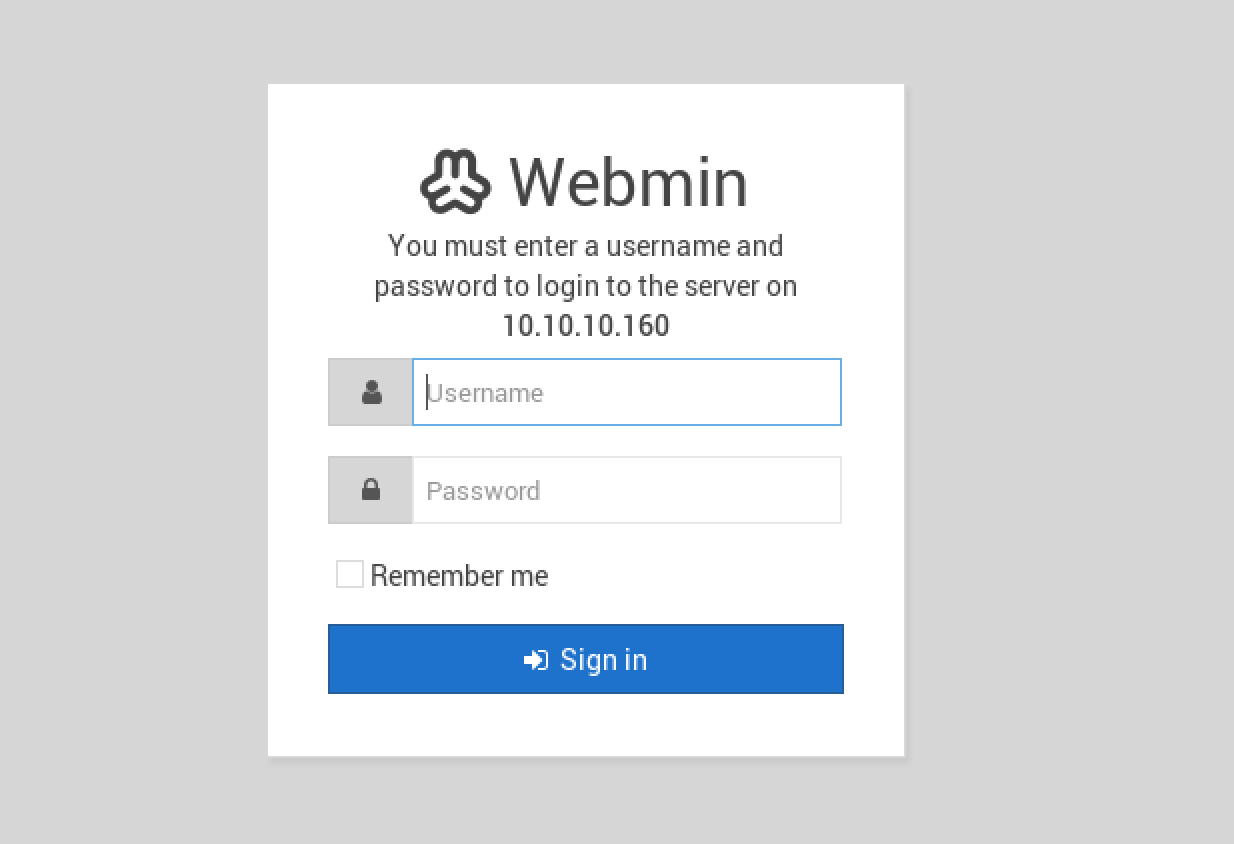 Webmin
You must enter a username and
password to login to the server on
10.10.10.160
Username
Password
Remember me
Sign in